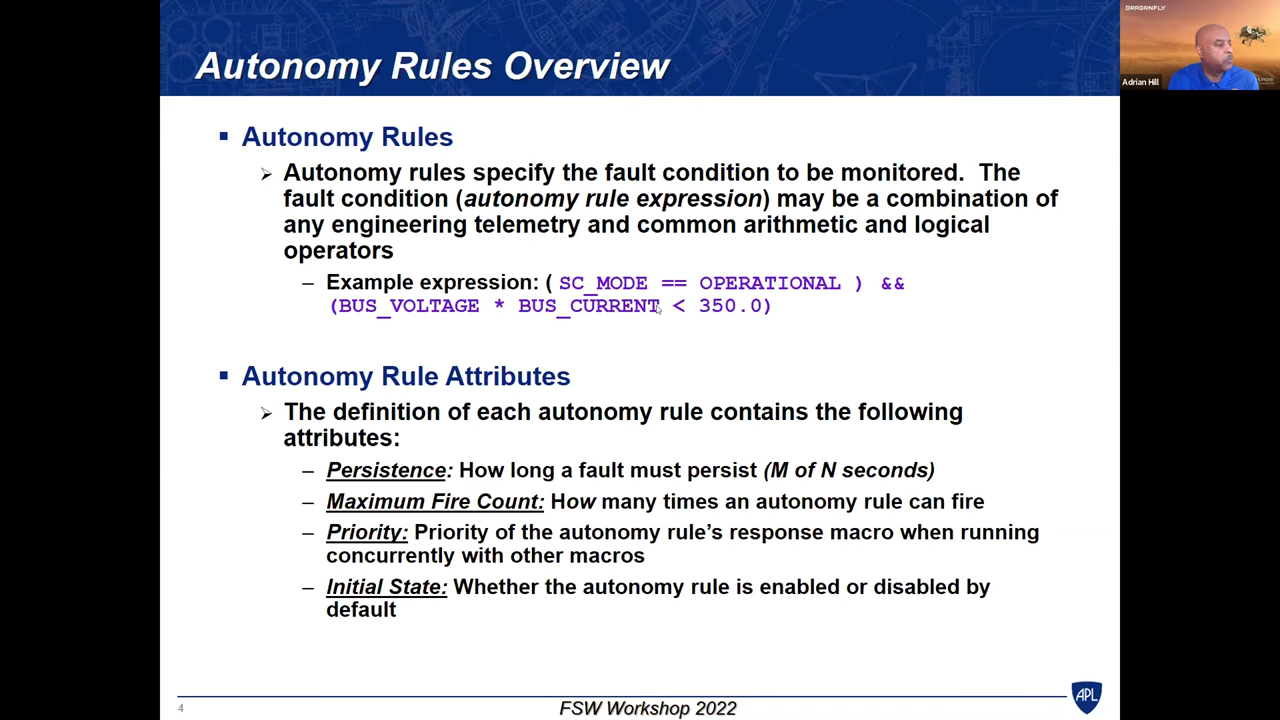 DRAGONFLY
Adrian Hill
Autonomy Rules Overview
Autonomy Rules
Autonomy rules specify the fault condition to be monitored. The
fault condition (autonomy rule expression) may be a combination of
any engineering telemetry and common arithmetic and logical
operators
– Example expression: ( SC_MODE == OPERATIONAL ) &&
(BUS_VOLTAGE * BUS_CURRENT < 350.0)
Autonomy Rule Attributes
The definition of each autonomy rule contains the following
attributes:
– Persistence: How long a fault must persist (M of N seconds)
– Maximum Fire Count: How many times an autonomy rule can fire
– Priority: Priority of the autonomy rule's response macro when running
concurrently with other macros
– Initial State: Whether the autonomy rule is enabled or disabled by
default
4
FSW Workshop 2022
APL